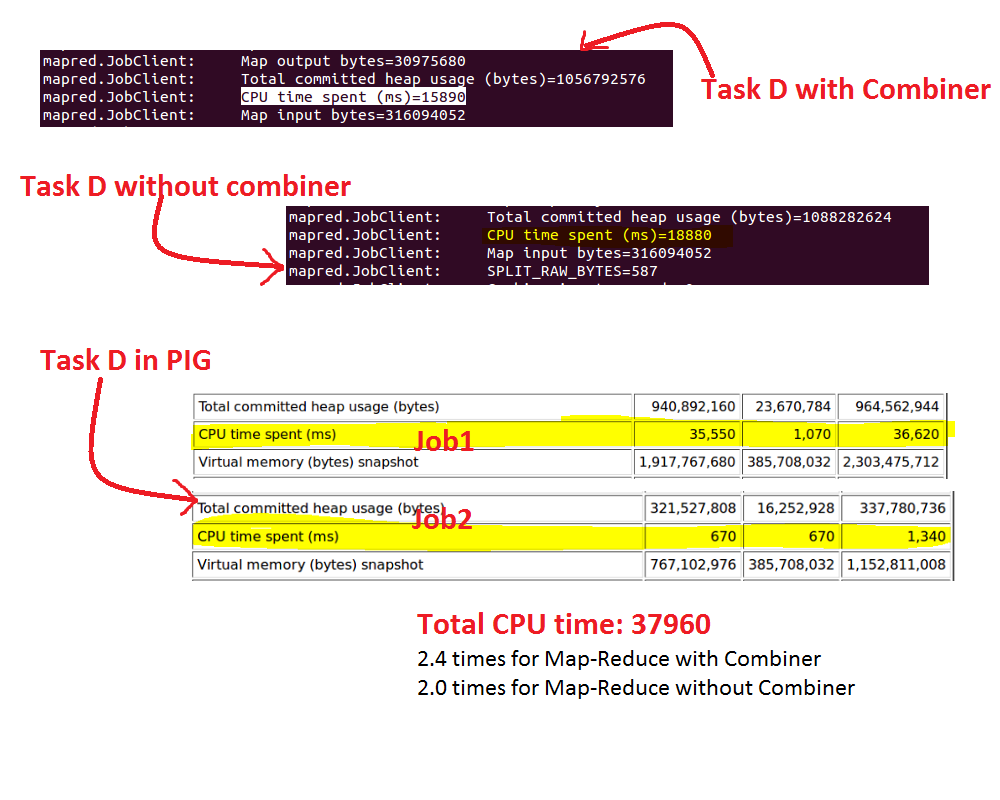 mapred.JobClient: Map output bytes=30975680
mapred.JobClient: Total committed heap usage (bytes)=1056792576
mapred.JobClient: CPU time spent (ms)=15890
mapred.JobClient: Map input bytes=316094052
Task D with Combiner
Task D without combiner
mapred.JobClient: Total committed heap usage (bytes)=1088282624
mapred.JobClient: CPU time spent (ms)=18880
mapred.JobClient: Map input bytes=316094052
mapred.JobClient: SPLIT_RAW_BYTES=587
Task D in PIG
Total committed heap usage (bytes) 940,892,160 23,670,784 964,562,944
CPU time spent (ms) Job1 35,550 1,070 36,620
Virtual memory (bytes) snapshot 1,917,767,680 385,708,032 2,303,475,712
Total committed heap usage (bytes) 321,527,808 16,252,928 337,780,736
Job2
CPU time spent (ms) 670 670 1,340
Virtual memory (bytes) snapshot 767,102,976 385,708,032 1,152,811,008
Total CPU time: 37960
2.4 times for Map-Reduce with Combiner
2.0 times for Map-Reduce without Combiner